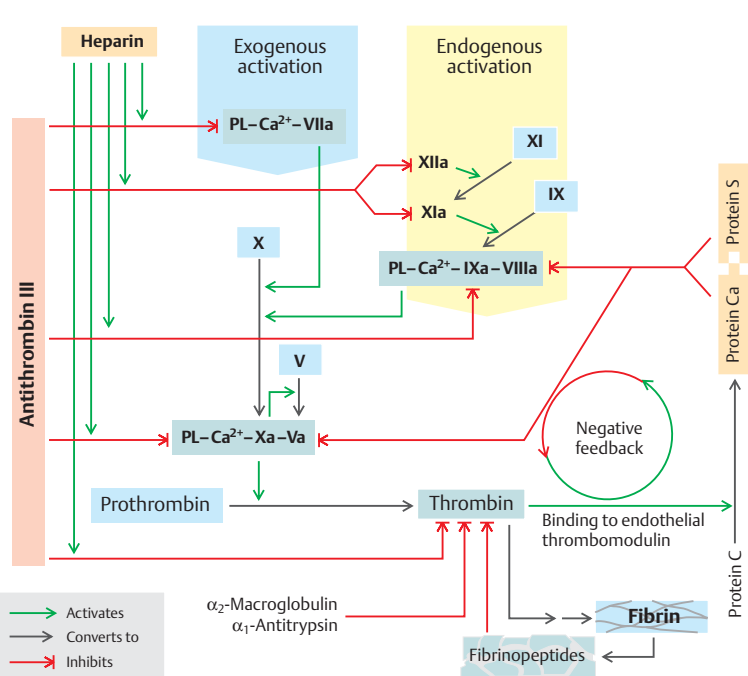 Heparin
Exogenous
activation
Endogenous
activation
PL–Ca2+–VIIa
XI
XIIa
IX
XIa
X
PL–Ca2+–IXa–VIIIa
Protein S
Protein Ca
Antithrombin III
V
PL–Ca2+–Xa–Va
Negative
feedback
Prothrombin
Thrombin
Binding to endothelial
thrombomodulin
Protein C
α2-Macroglobulin
α1-Antitrypsin
Fibrin
Fibrinopeptides
Activates
Converts to
Inhibits